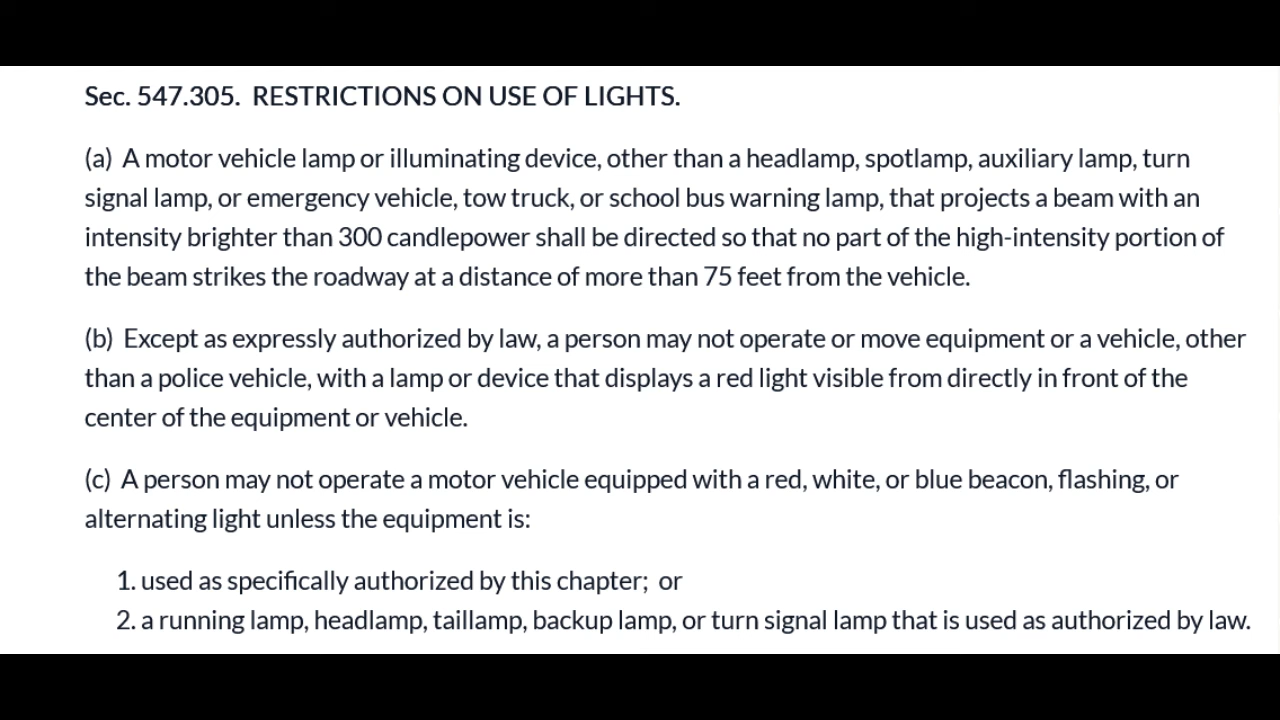 Sec. 547.305.  RESTRICTIONS ON USE OF LIGHTS.
(a)  A motor vehicle lamp or illuminating device, other than a headlamp, spotlamp, auxiliary lamp, turn
signal lamp, or emergency vehicle, tow truck, or school bus warning lamp, that projects a beam with an
intensity brighter than 300 candlepower shall be directed so that no part of the high-intensity portion of
the beam strikes the roadway at a distance of more than 75 feet from the vehicle.
(b)  Except as expressly authorized by law, a person may not operate or move equipment or a vehicle, other
than a police vehicle, with a lamp or device that displays a red light visible from directly in front of the
center of the equipment or vehicle.
(c)  A person may not operate a motor vehicle equipped with a red, white, or blue beacon, flashing, or
alternating light unless the equipment is:
1. used as specifically authorized by this chapter;  or
2. a running lamp, headlamp, taillamp, backup lamp, or turn signal lamp that is used as authorized by law.